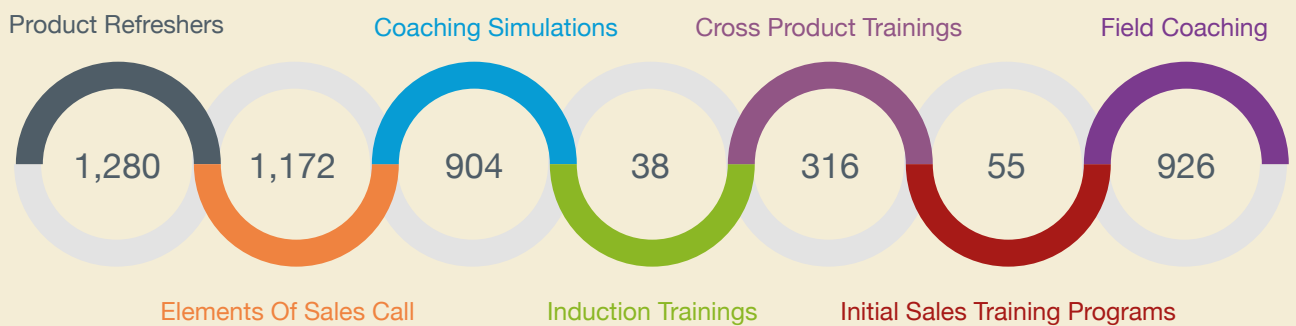 Product Refreshers
Coaching Simulations
Cross Product Trainings
Field Coaching
1,280
1,172
904
38
316
55
926
Elements Of Sales Call
Induction Trainings
Initial Sales Training Programs